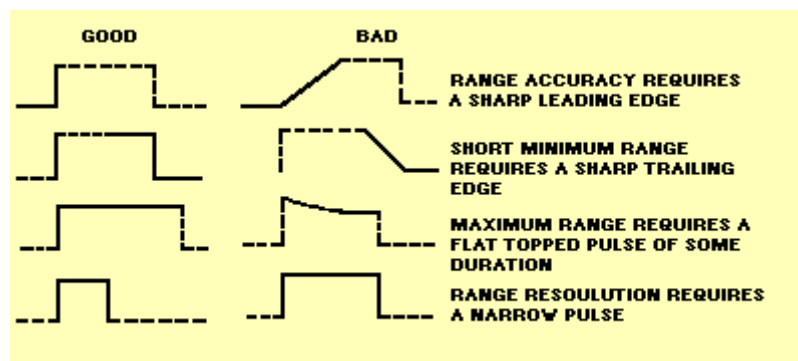 GOOD BAD
RANGE ACCURACY REQUIRES
A SHARP LEADING EDGE
SHORT MINIMUM RANGE
REQUIRES A SHARP TRAILING
EDGE
MAXIMUM RANGE REQUIRES A
FLAT TOPPED PULSE OF SOME
DURATION
RANGE RESOULUTION REQUIRES
A NARROW PULSE